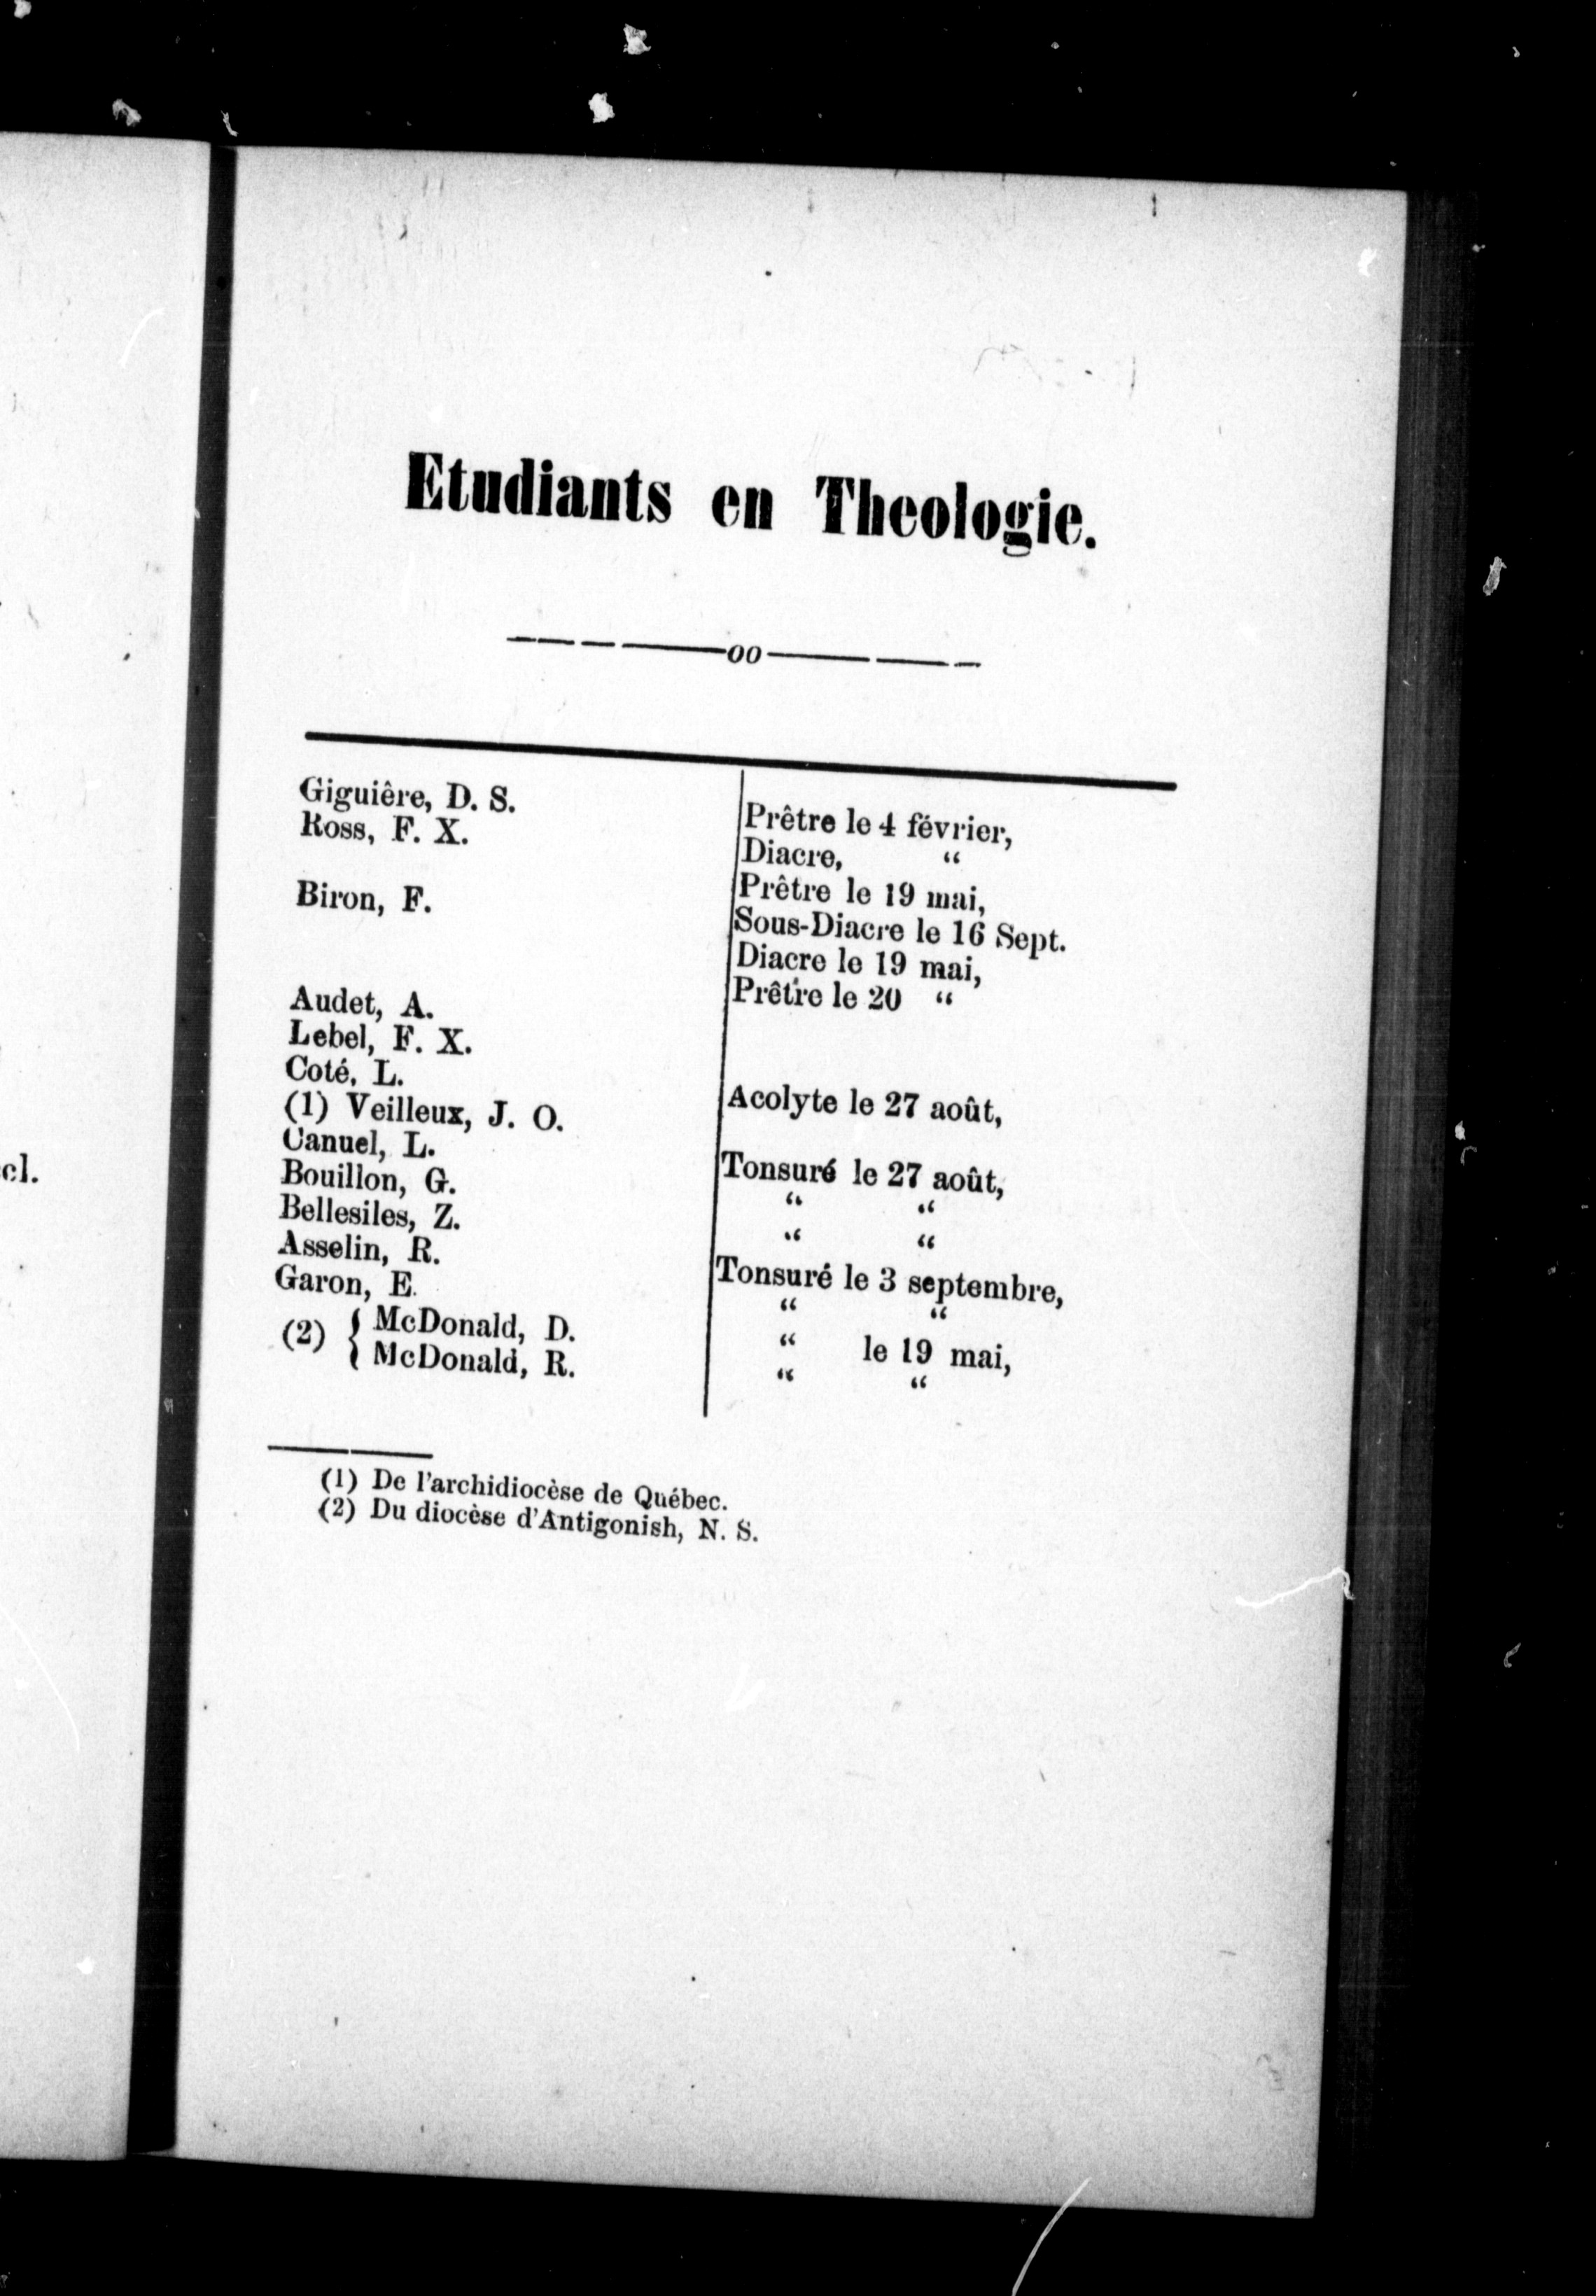 Etudiants en Theologie.
oo
Giguière, D. S. Prêtre le 4 février,
Ross, F. X. Diacre, “
Prêtre le 19 mai,
Biron, F. Sous-Diacre le 16 Sept.
Diacre le 19 mai,
Prêtre le 20 “
Audet, A.
Lebel, F. X.
Coté, L. Acolyte le 27 août,
(1) Veilleux, J. O.
Canuel, L. Tonsuré le 27 août,
Bouillon, G. “ “
Bellesiles, Z. “ “
Asselin, R. Tonsuré le 3 septembre,
Garon, E. “ “
(2) { McDonald, D. “ le 19 mai,
McDonald, R. “ “
(1) De l'archidiocèse de Québec.
(2) Du diocèse d'Antigonish, N. S.